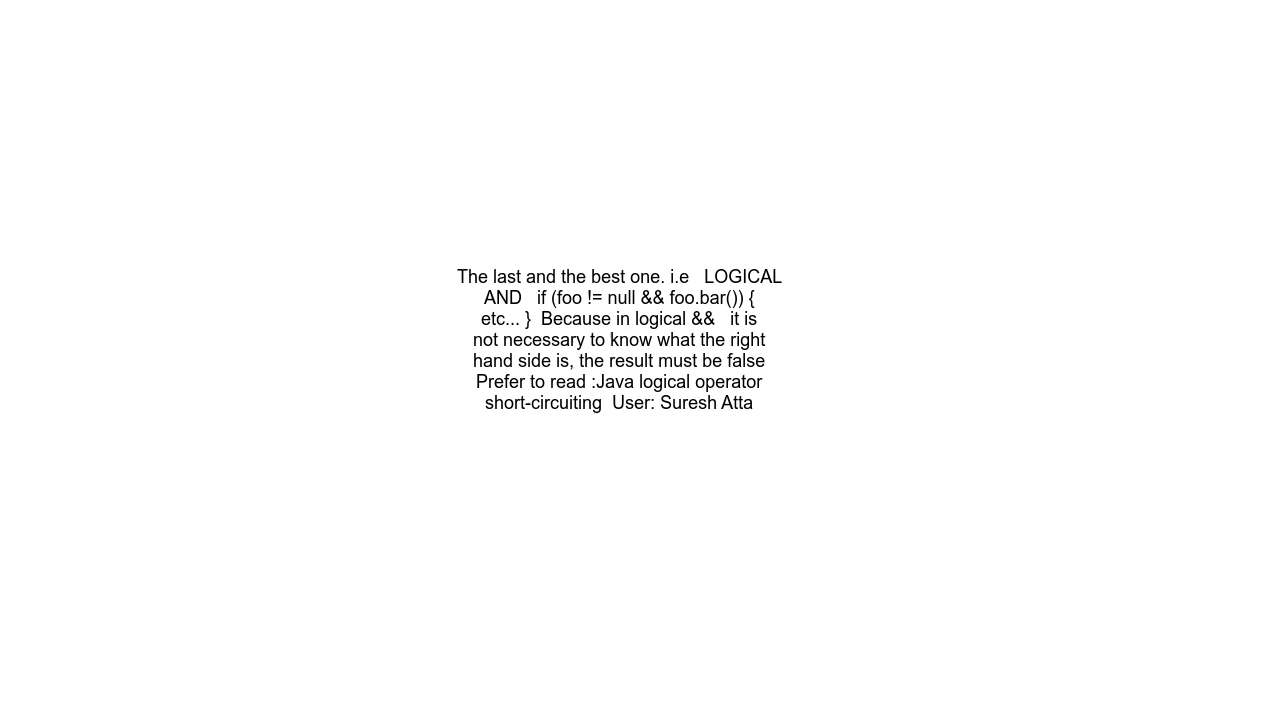 The last and the best one. i.e   LOGICAL
AND   if (foo != null && foo.bar()) {
etc... }  Because in logical &&   it is
not necessary to know what the right
hand side is, the result must be false
Prefer to read :Java logical operator
short-circuiting  User: Suresh Atta